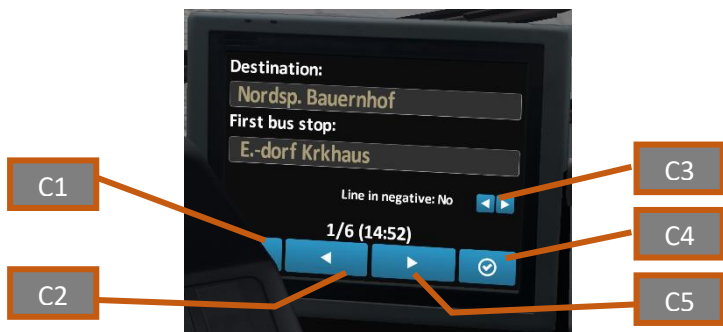 Destination:
Nordsp. Bauernhof
First bus stop:
E.-dorf Krkhaus
C1
Line in negative: No
C3
1/6 (14:52)
C4
C2
C5